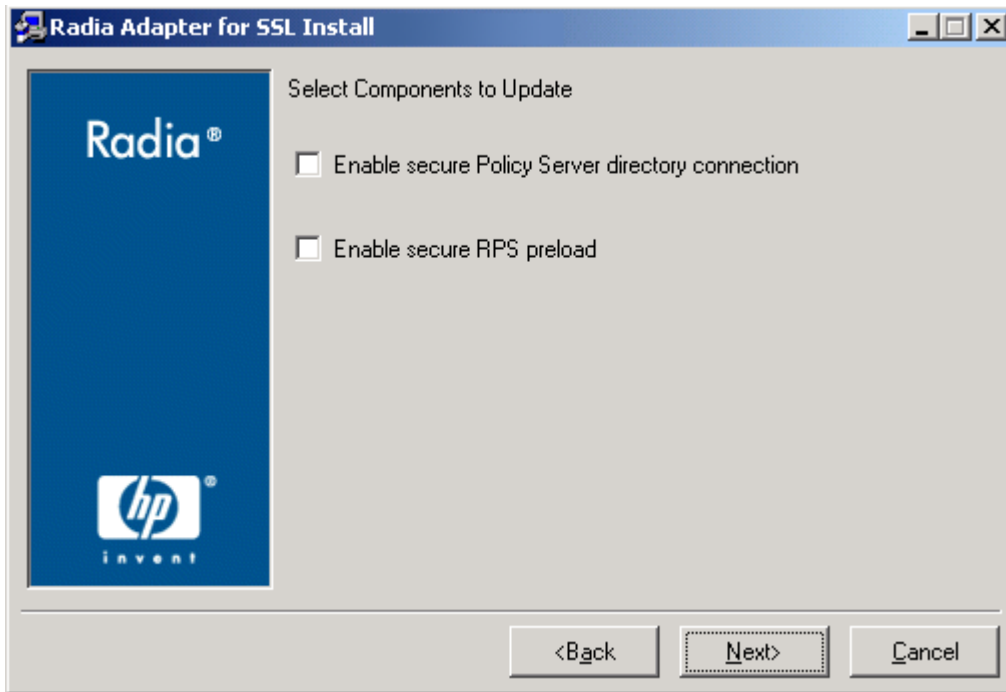 Radia Adapter for SSL Install
Select Components to Update
Radia®
Enable secure Policy Server directory connection
Enable secure RPS preload
hp®
invent
<Back
Next>
Cancel